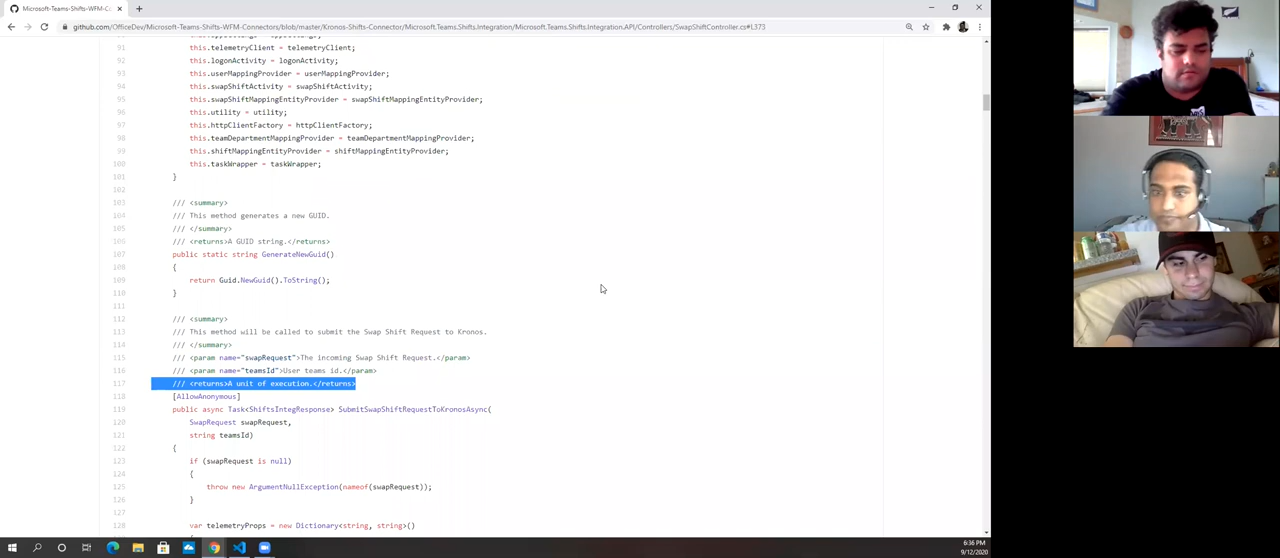 Microsoft-Teams-Shifts-WFM-Con
github.com/OfficeDev/Microsoft-Teams-Shifts-WFM-Connectors/blob/master/Kronos-Shifts-Connector/Microsoft.Teams.Shifts.Integration/Microsoft.Teams.Shifts.Integration.API/Controllers/SwapShiftController.cs#L373
91 this.telemetryClient = telemetryClient;
92 this.logonActivity = logonActivity;
93 this.userMappingProvider = userMappingProvider;
94 this.swapShiftActivity = swapShiftActivity;
95 this.swapShiftMappingEntityProvider = swapShiftMappingEntityProvider;
96 this.utility = utility;
97 this.httpClientFactory = httpClientFactory;
98 this.teamDepartmentMappingProvider = teamDepartmentMappingProvider;
99 this.shiftMappingEntityProvider = shiftMappingEntityProvider;
100 this.taskWrapper = taskWrapper;
101 }
102
103 /// <summary>
104 /// This method generates a new GUID.
105 /// </summary>
106 /// <returns>A GUID string.</returns>
107 public static string GenerateNewGuid()
108 {
109 return Guid.NewGuid().ToString();
110 }
111
112 /// <summary>
113 /// This method will be called to submit the Swap Shift Request to Kronos.
114 /// </summary>
115 /// <param name="swapRequest">The incoming Swap Shift Request.</param>
116 /// <param name="teamsId">User teams id.</param>
117 /// <returns>A unit of execution.</returns>
118 [AllowAnonymous]
119 public async Task<ShiftsIntegResponse> SubmitSwapShiftRequestToKronosAsync(
120 SwapRequest swapRequest,
121 string teamsId)
122 {
123 if (swapRequest is null)
124 {
125 throw new ArgumentNullException(nameof(swapRequest));
126 }
127
128 var telemetryProps = new Dictionary<string, string>()
6:36 PM
9/12/2020